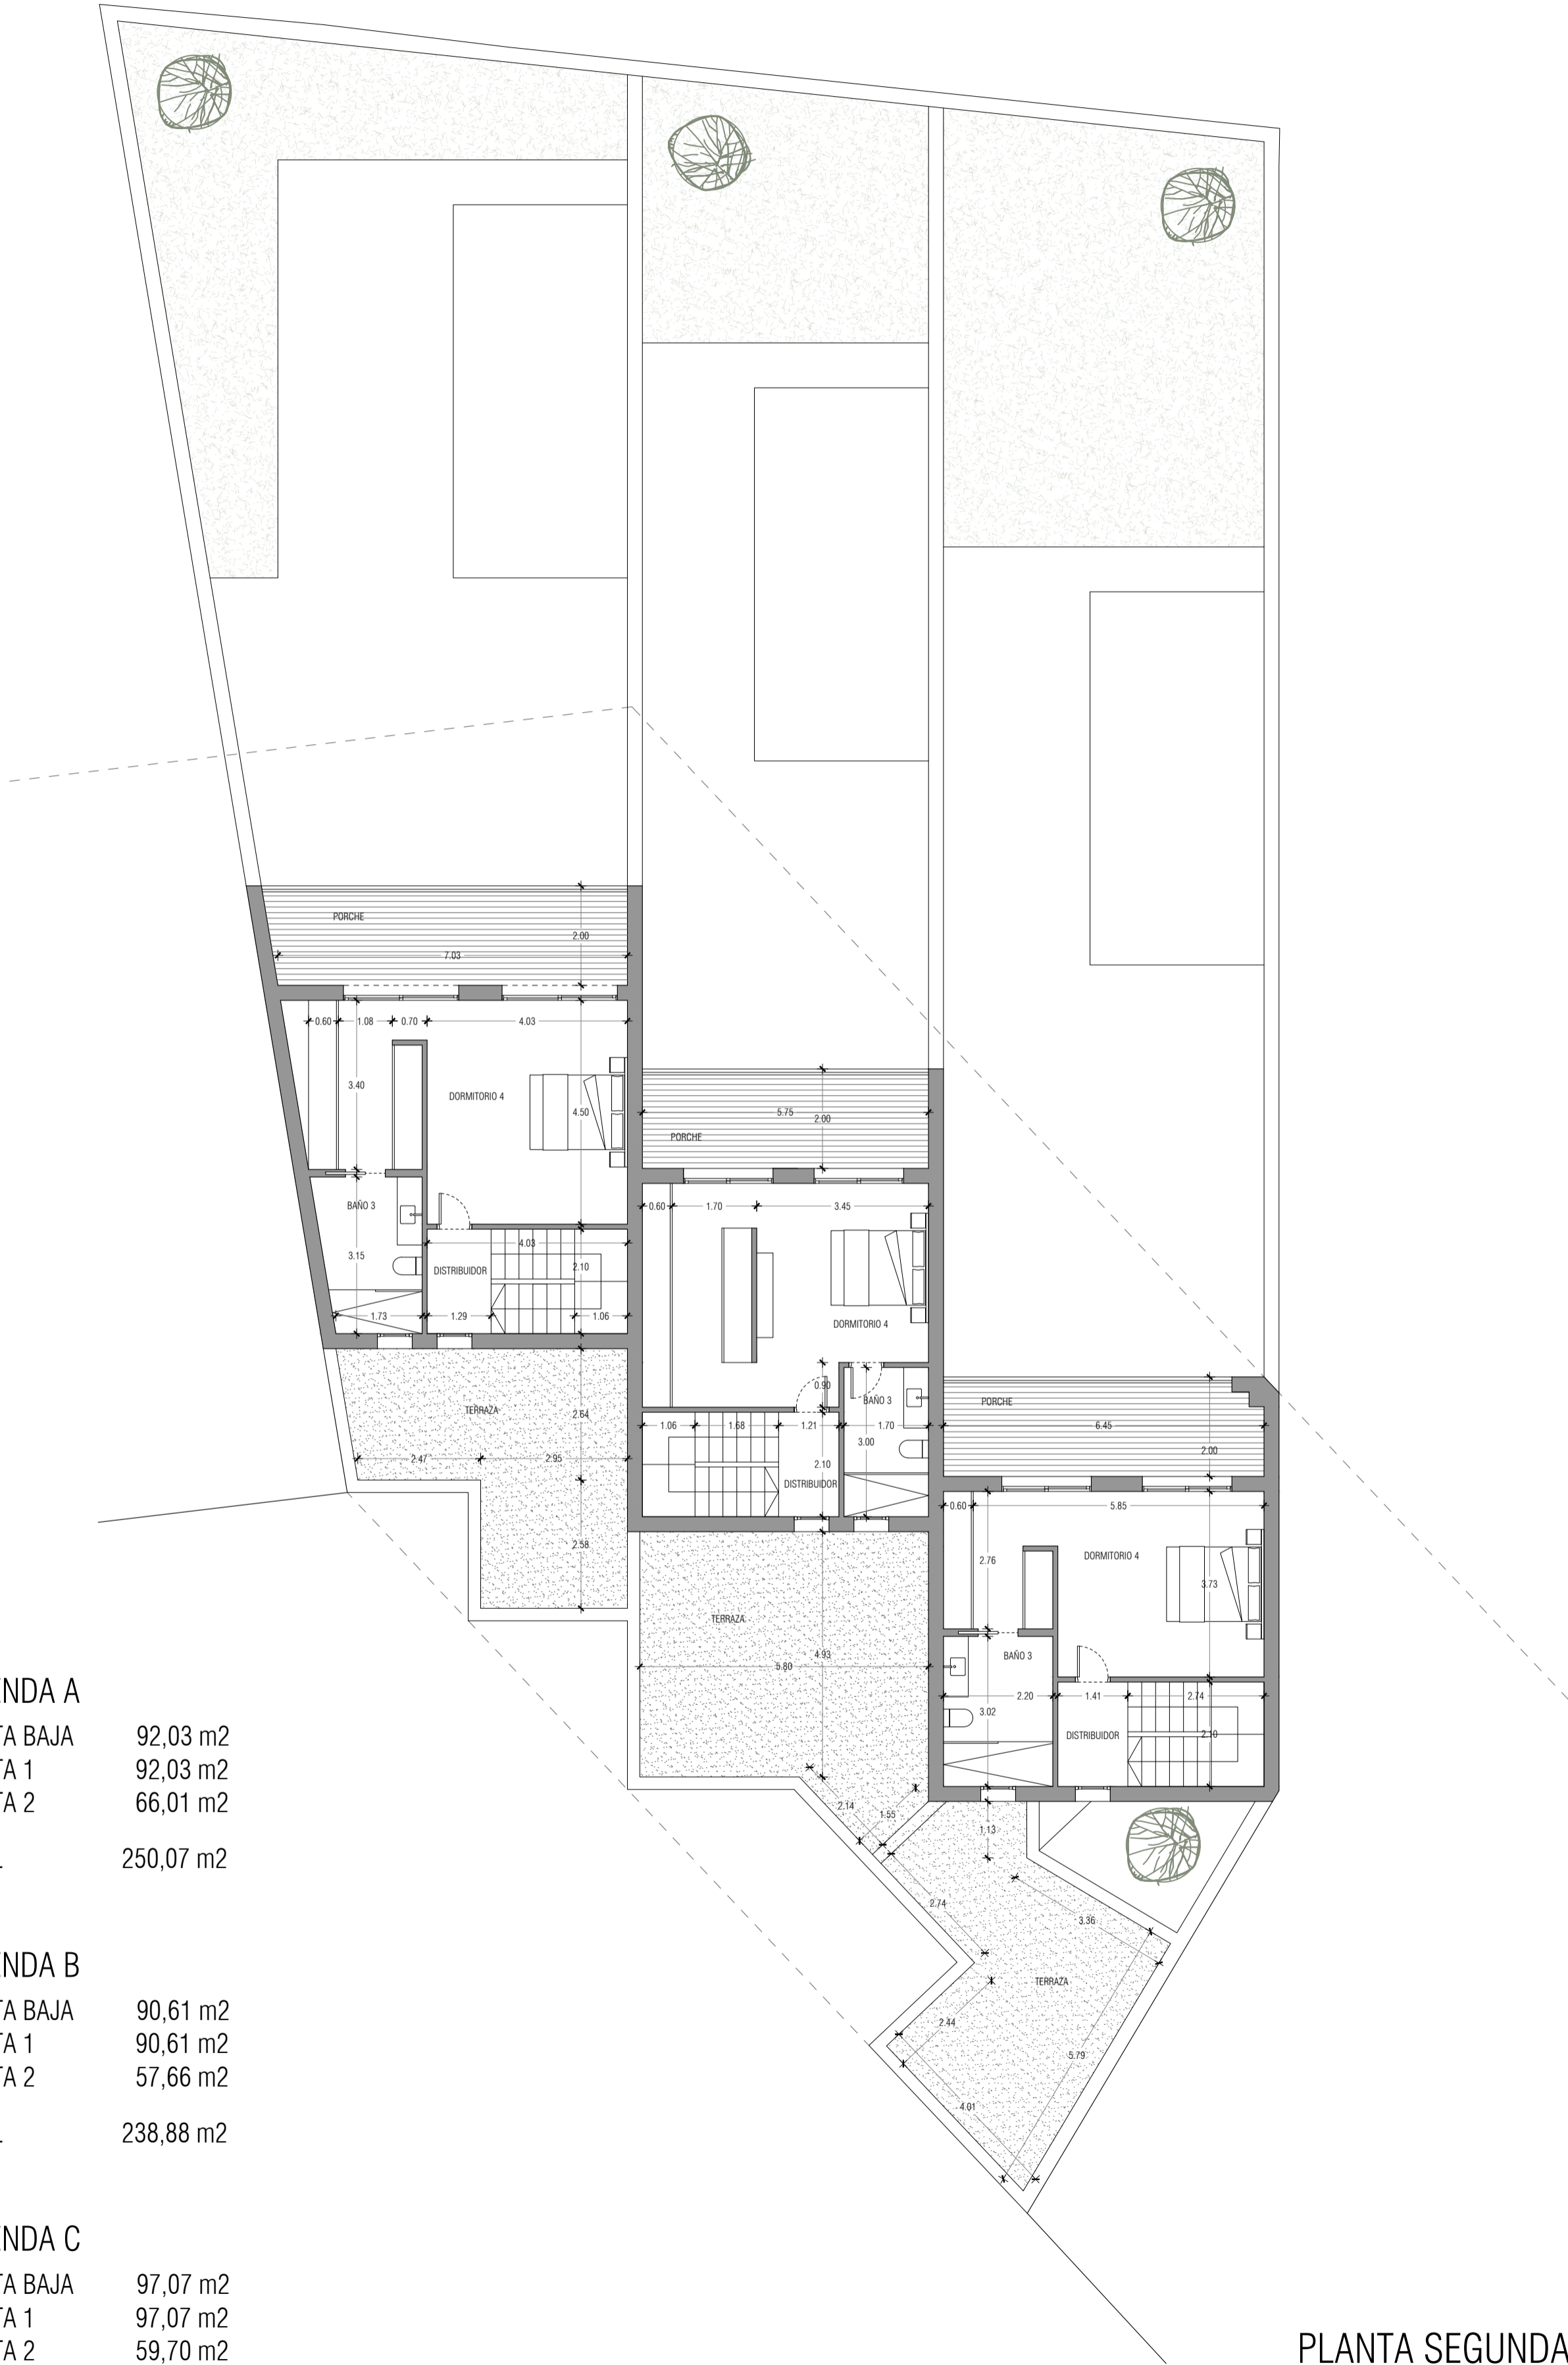 PORCHE
2.00
7.03
0.60 1.08 0.70 4.03
3.40
DORMITORIO 4
4.50
BAÑO 3
3.15
4.03
DISTRIBUIDOR
2.10
1.73 1.29 1.06
TERRAZA
2.64
2.47 2.95
2.58
5.75
2.00
PORCHE
0.60 1.70 3.45
DORMITORIO 4
0.90
BAÑO 3
1.06 1.68 1.21 1.70
3.00
2.10
DISTRIBUIDOR
TERRAZA
4.93
5.80
2.14
1.55
PORCHE
6.45
2.00
0.60 5.85
2.76
DORMITORIO 4
3.73
BAÑO 3
2.20 1.41 2.74
3.02
DISTRIBUIDOR
2.10
1.13
2.74
3.36
TERRAZA
2.44
5.79
4.01
ENDA A
TA BAJA 92,03 m2
TA 1 92,03 m2
TA 2 66,01 m2
L 250,07 m2
ENDA B
TA BAJA 90,61 m2
TA 1 90,61 m2
TA 2 57,66 m2
L 238,88 m2
ENDA C
TA BAJA 97,07 m2
TA 1 97,07 m2
TA 2 59,70 m2
PLANTA SEGUNDA